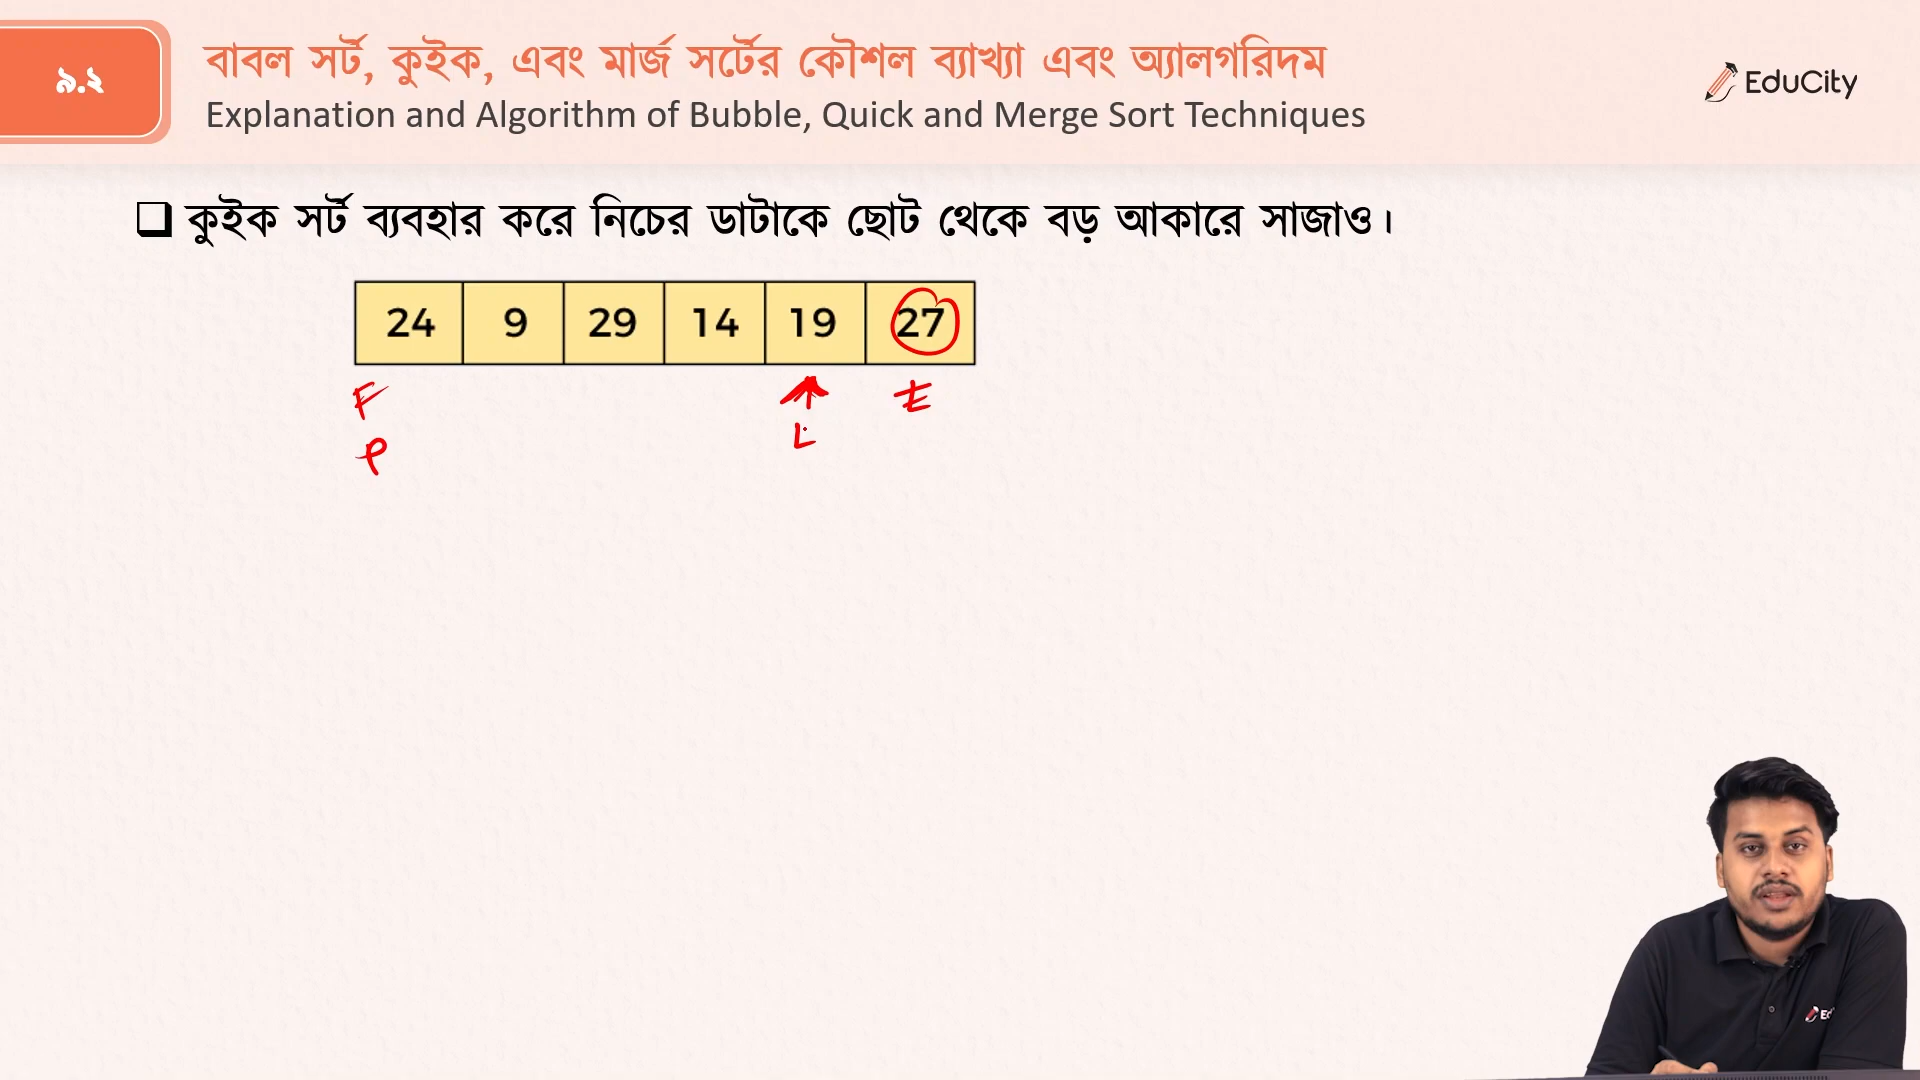 ৯.২
বাবল সর্ট, কুইক, এবং মার্জ সর্টের কৌশল ব্যাখ্যা এবং অ্যালগরিদম
Explanation and Algorithm of Bubble, Quick and Merge Sort Techniques
EduCity
❑ কুইক সর্ট ব্যবহার করে নিচের ডাটাকে ছোট থেকে বড় আকারে সাজাও।
24 9 29 14 19 27
F E
P L